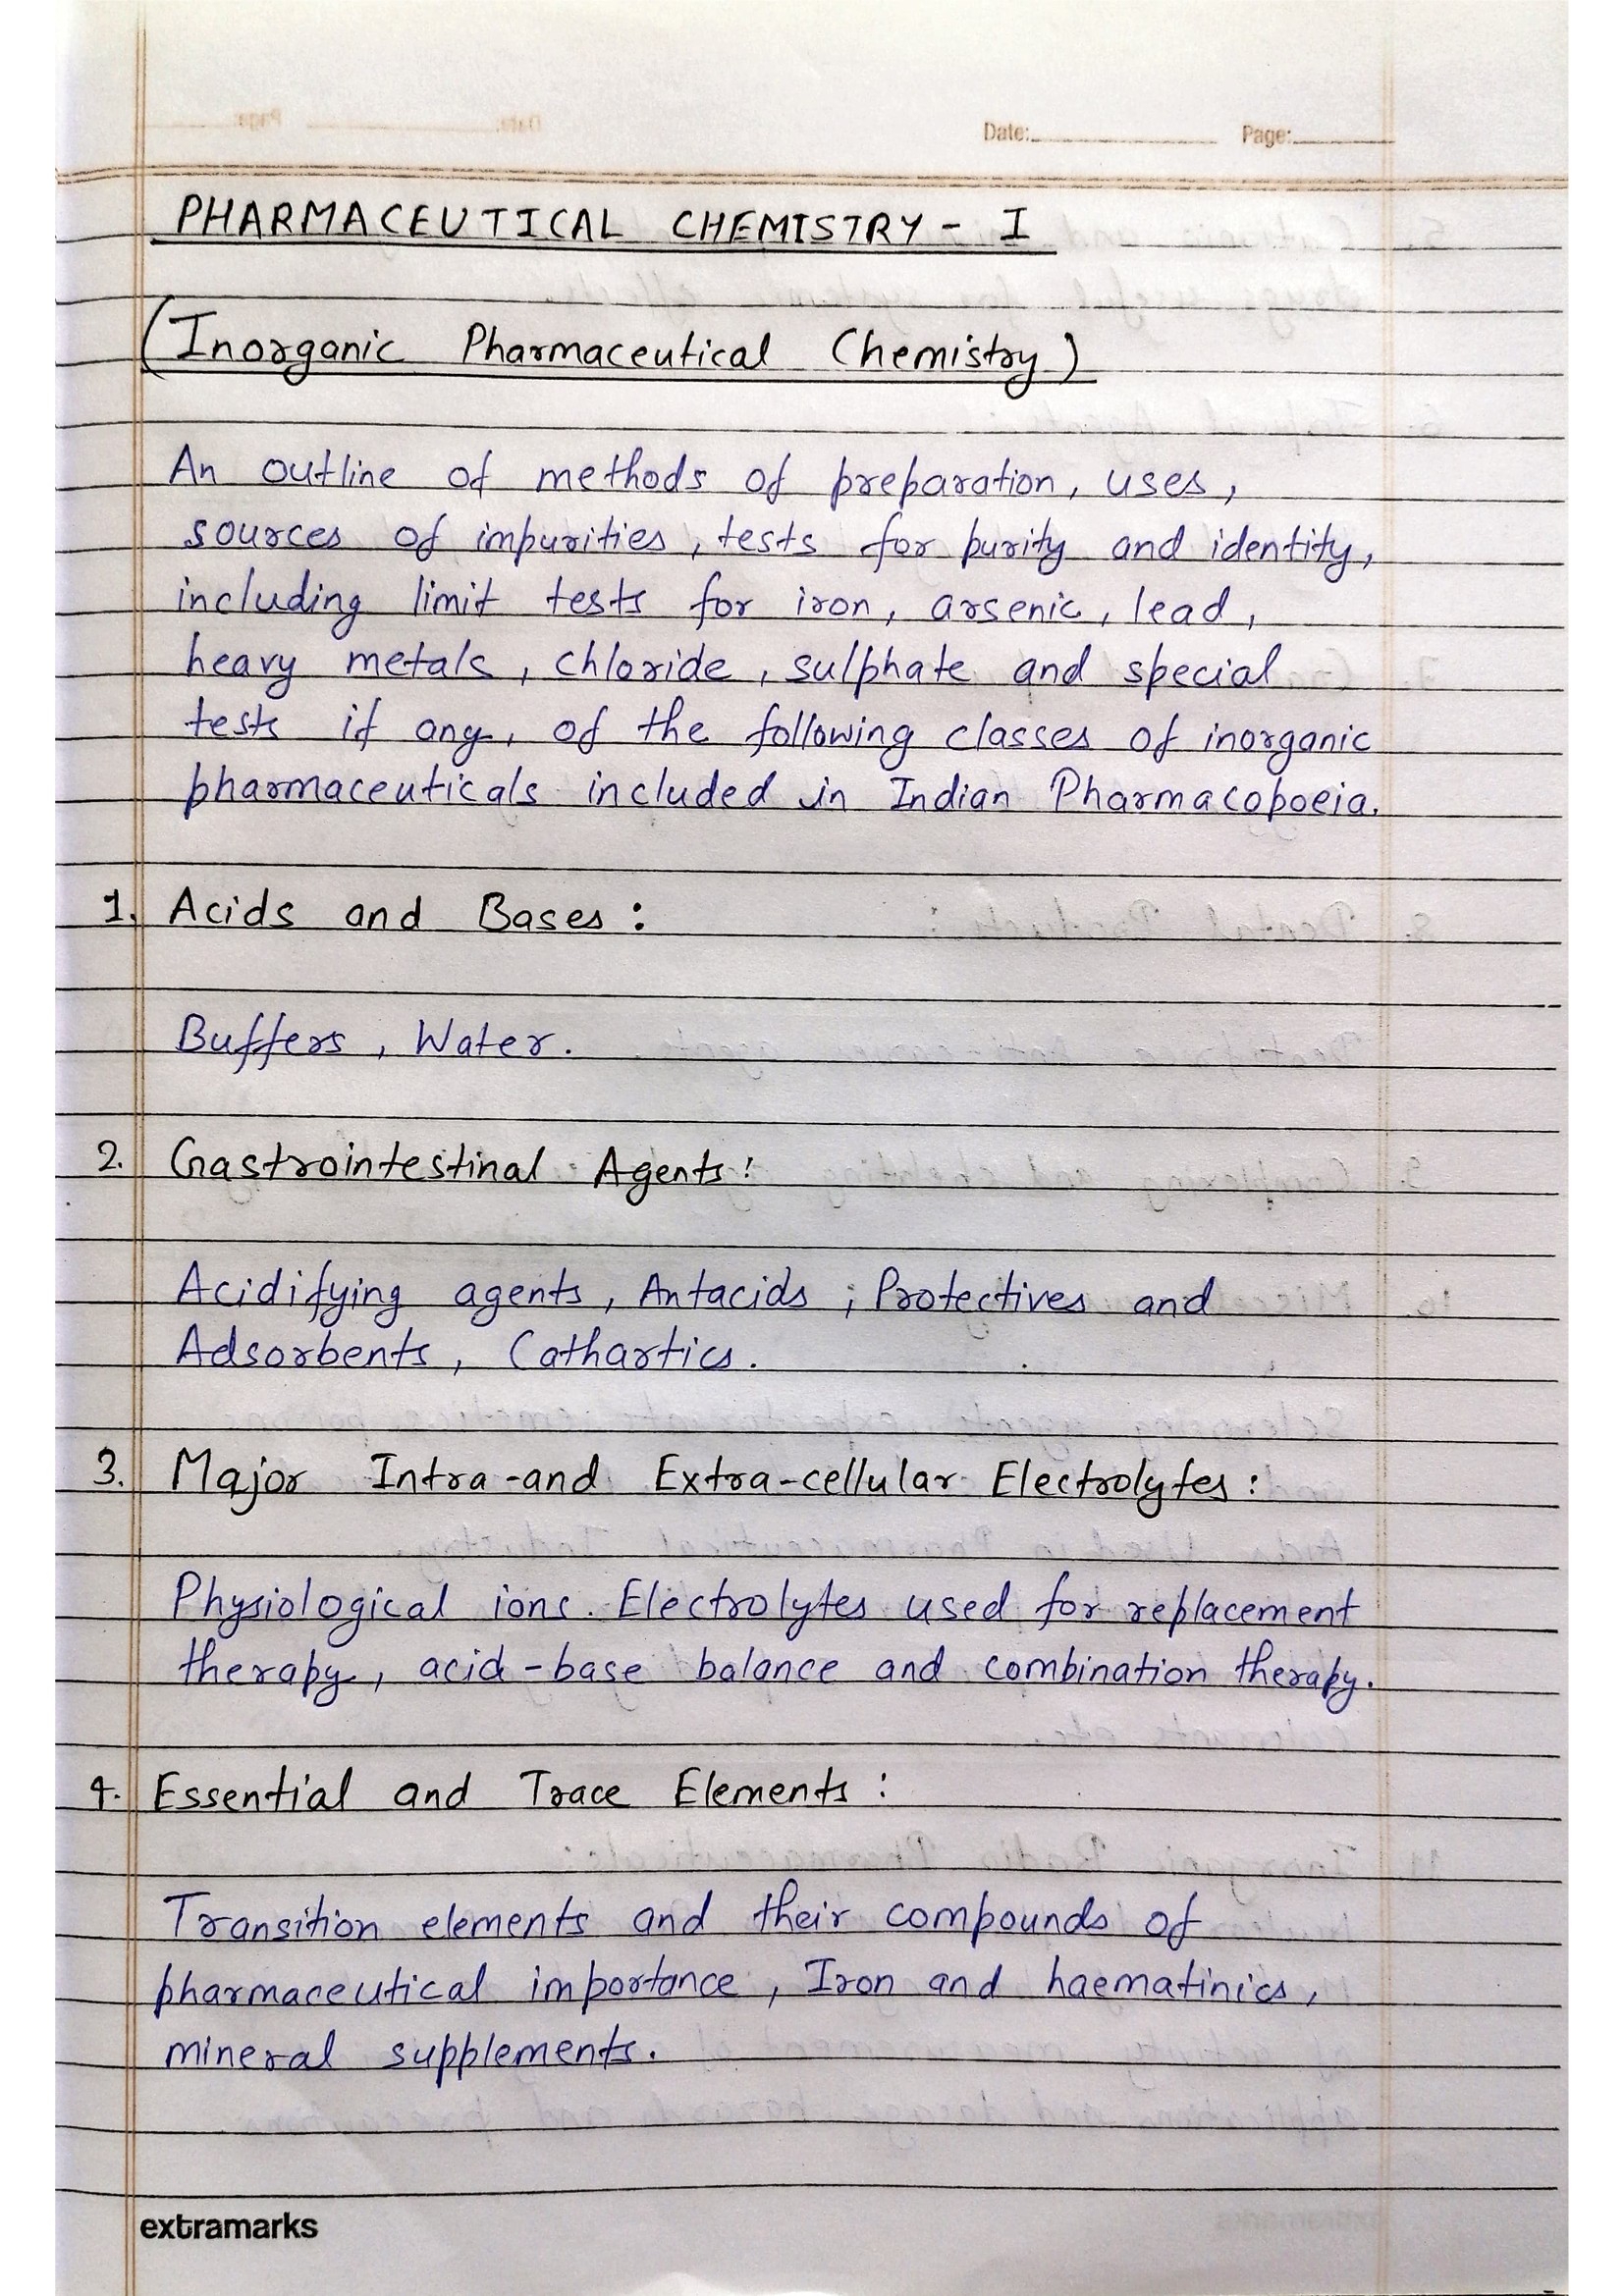 Date: Page:
PHARMACEUTICAL CHEMISTRY - I
(Inorganic Pharmaceutical Chemistry)
An outline of methods of preparation, uses,
sources of impurities, tests for purity and identity,
including limit tests for iron, arsenic, lead,
heavy metals, chloride, sulphate and special
tests if any, of the following classes of inorganic
pharmaceuticals included in Indian Pharmacopoeia.
1. Acids and Bases :
Buffers, Water.
2. Gastrointestinal Agents :
Acidifying agents, Antacids ; Protectives and
Adsorbents, Cathartics.
3. Major Intra-and Extra-cellular Electrolytes :
Physiological ions. Electrolytes used for replacement
therapy, acid-base balance and combination therapy.
4. Essential and Trace Elements :
Transition elements and their compounds of
pharmaceutical importance, Iron and haematinics,
mineral supplements.
extramarks